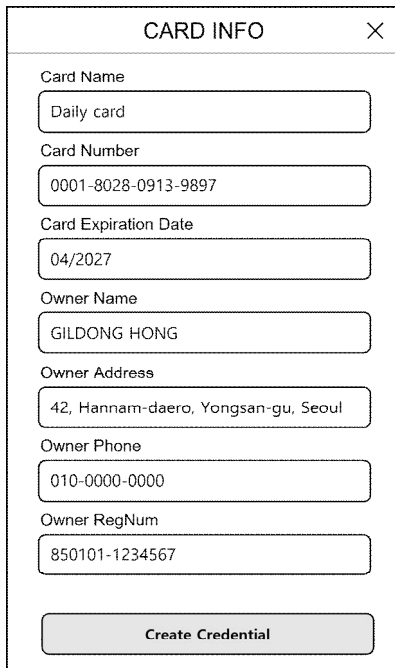 CARD INFO
Card Name
Daily card
Card Number
0001-8028-0913-9897
Card Expiration Date
04/2027
Owner Name
GILDONG HONG
Owner Address
42, Hannam-daero, Yongsan-gu, Seoul
Owner Phone
010-0000-0000
Owner RegNum
850101-1234567
Create Credential